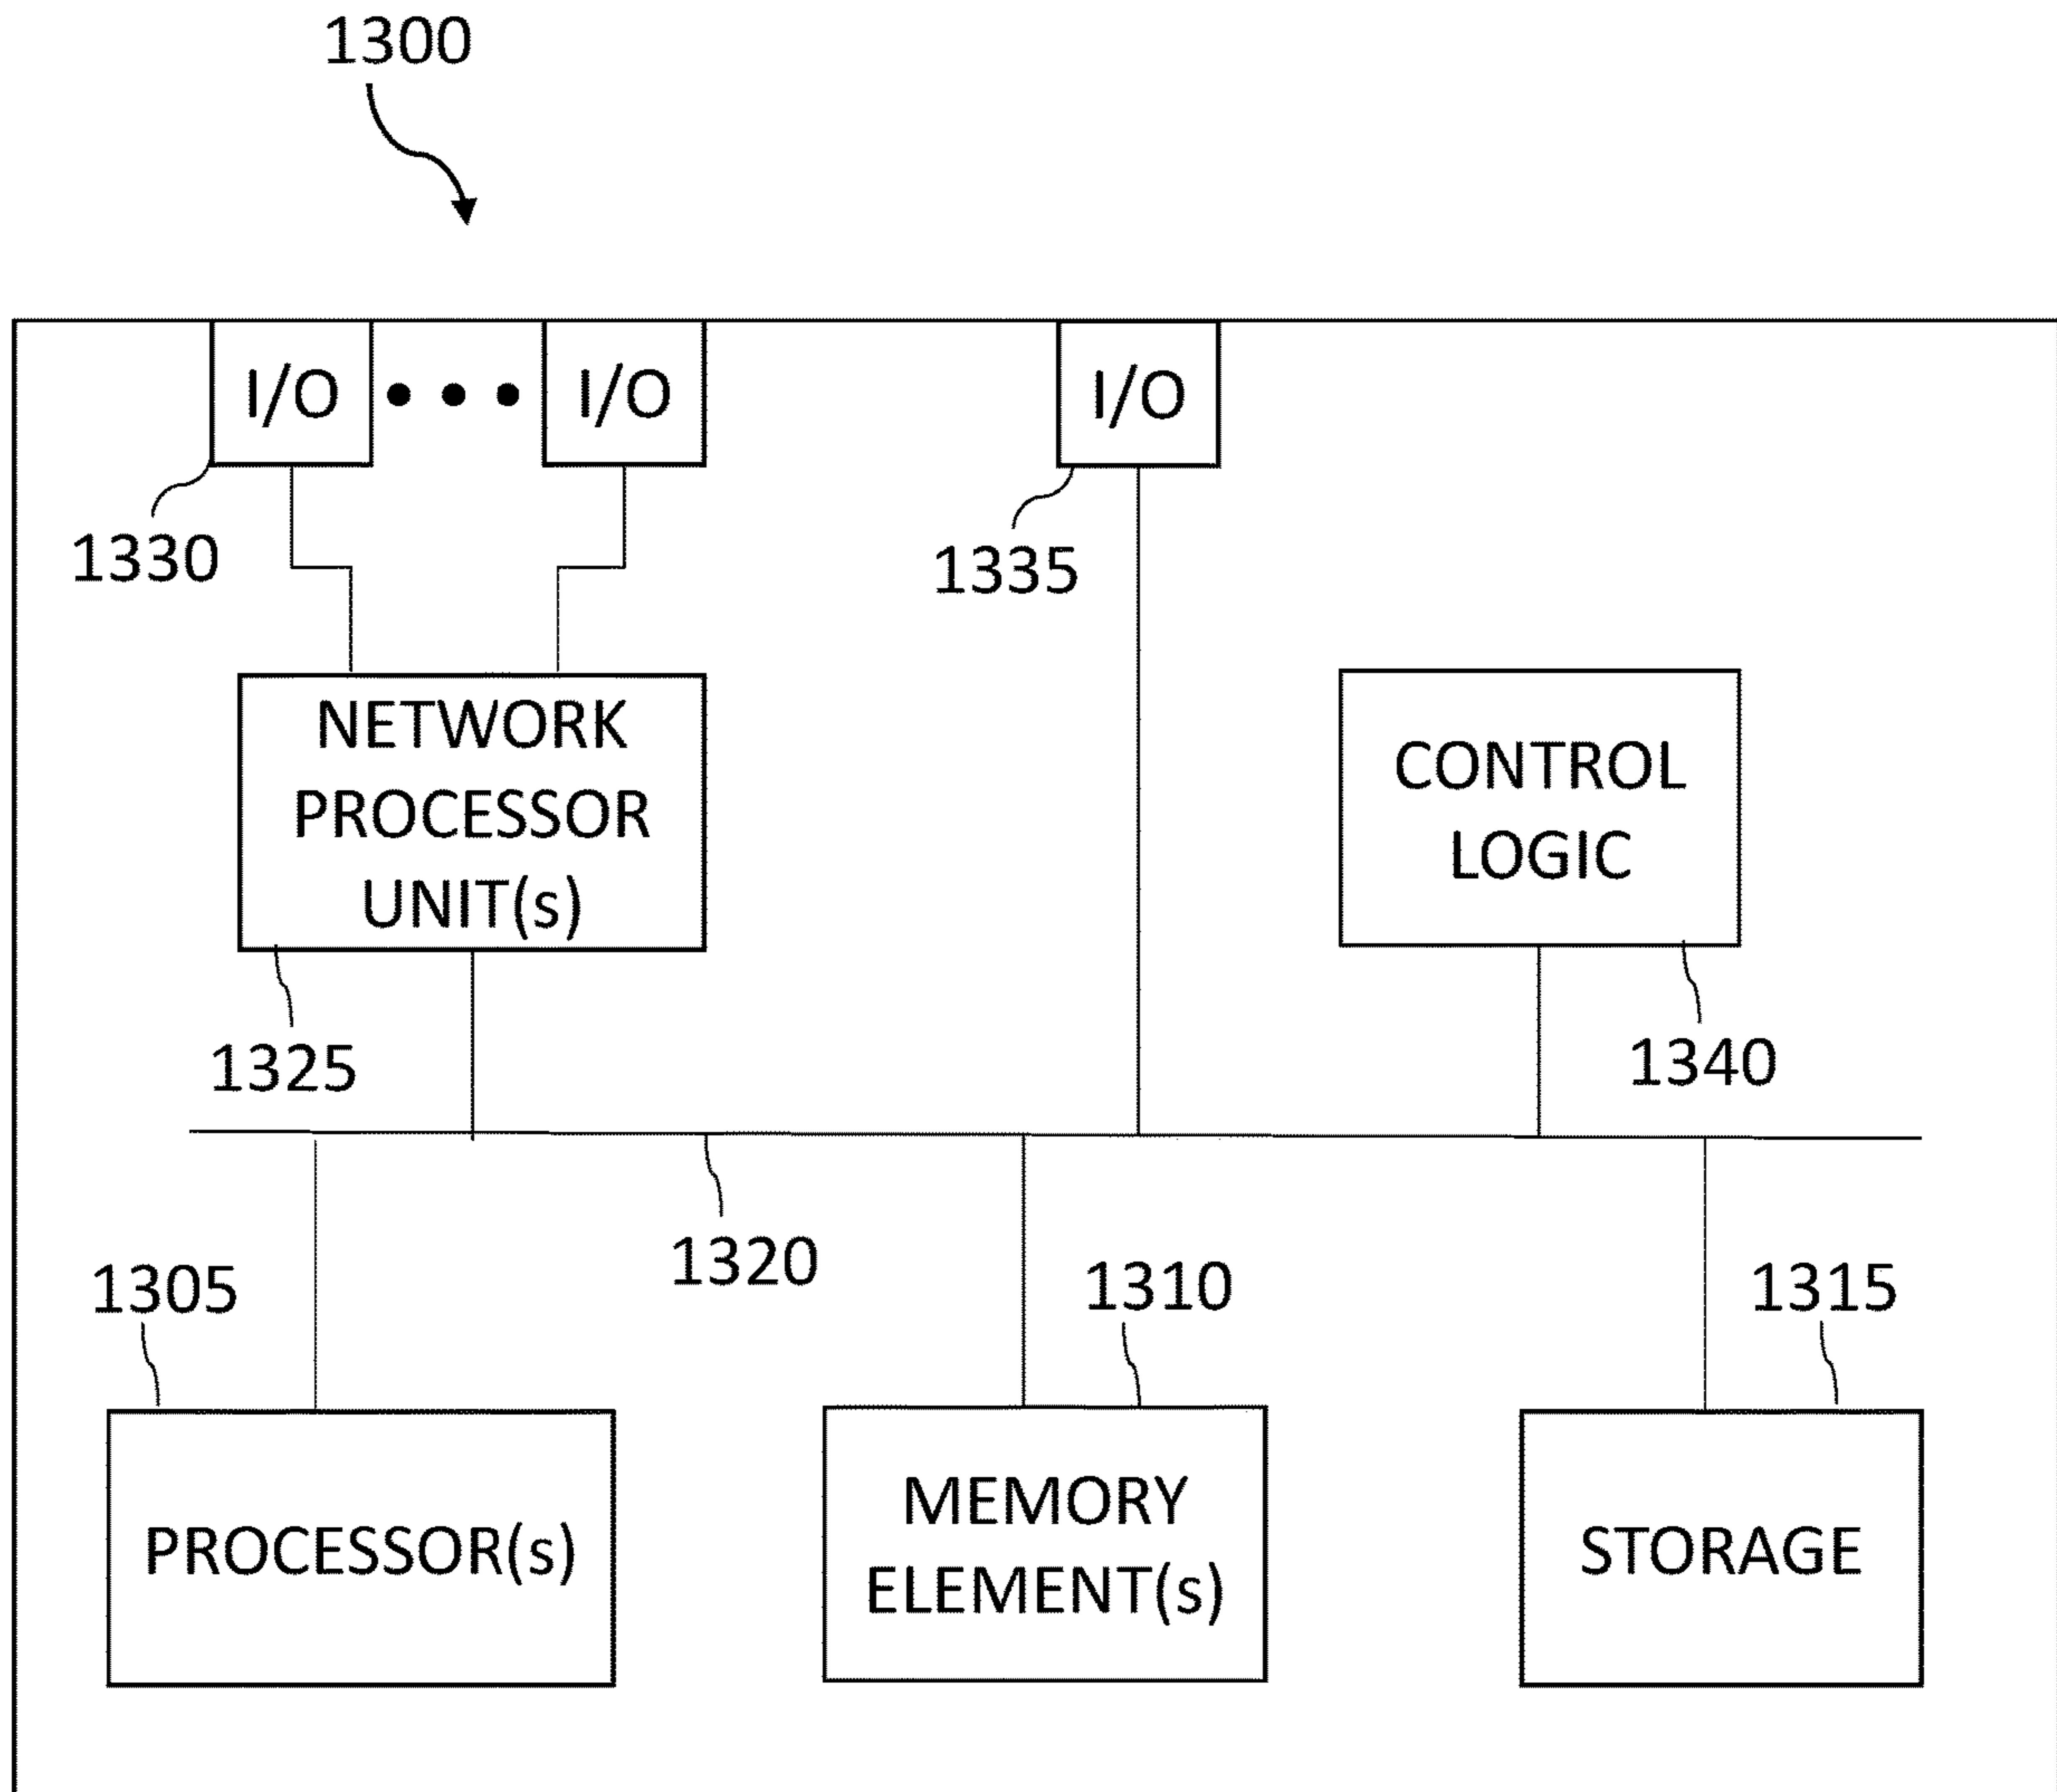 1300
I/O
I/O
I/O
1330
1335
NETWORK
PROCESSOR
UNIT(s)
CONTROL
LOGIC
1325
1340
1320
1305
1310
1315
PROCESSOR(s)
MEMORY
ELEMENT(s)
STORAGE